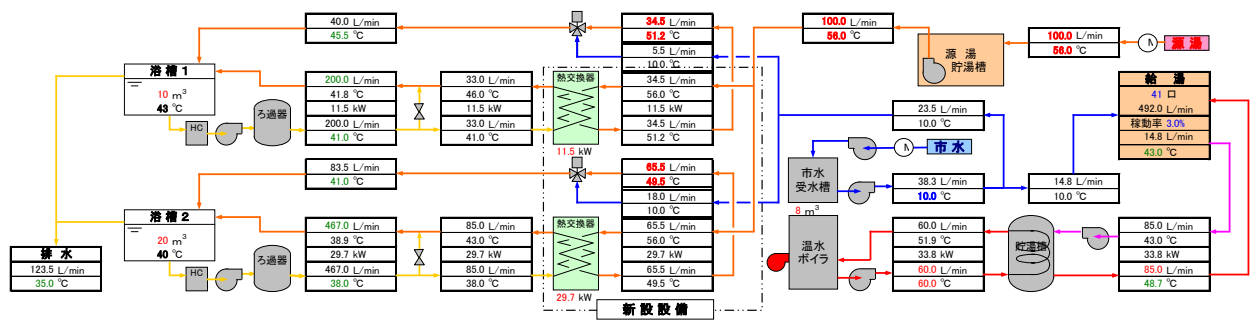 40.0 L/min
45.5 ℃
34.5 L/min
51.2 ℃
5.5 L/min
10.0 ℃
100.0 L/min
56.0 ℃
源 湯
貯湯槽
100.0 L/min
56.0 ℃
M
源湯
浴槽1
10 m³
43 ℃
HC
ろ過器
200.0 L/min
41.8 ℃
11.5 kW
200.0 L/min
41.0 ℃
33.0 L/min
46.0 ℃
11.5 kW
33.0 L/min
41.0 ℃
熱交換器
11.5 kW
34.5 L/min
56.0 ℃
11.5 kW
34.5 L/min
51.2 ℃
給 湯
41 口
492.0 L/min
稼動率 3.0%
14.8 L/min
43.0 ℃
23.5 L/min
10.0 ℃
M
市水
市水
受水槽
8 m³
38.3 L/min
10.0 ℃
14.8 L/min
10.0 ℃
83.5 L/min
41.0 ℃
65.5 L/min
49.5 ℃
18.0 L/min
10.0 ℃
浴槽2
20 m³
40 ℃
HC
ろ過器
467.0 L/min
38.9 ℃
29.7 kW
467.0 L/min
38.0 ℃
85.0 L/min
43.0 ℃
29.7 kW
85.0 L/min
38.0 ℃
熱交換器
29.7 kW
65.5 L/min
56.0 ℃
29.7 kW
65.5 L/min
49.5 ℃
新設設備
排 水
123.5 L/min
35.0 ℃
温水
ボイラ
60.0 L/min
51.9 ℃
33.8 kW
60.0 L/min
60.0 ℃
貯湯槽
85.0 L/min
43.0 ℃
33.8 kW
85.0 L/min
48.7 ℃